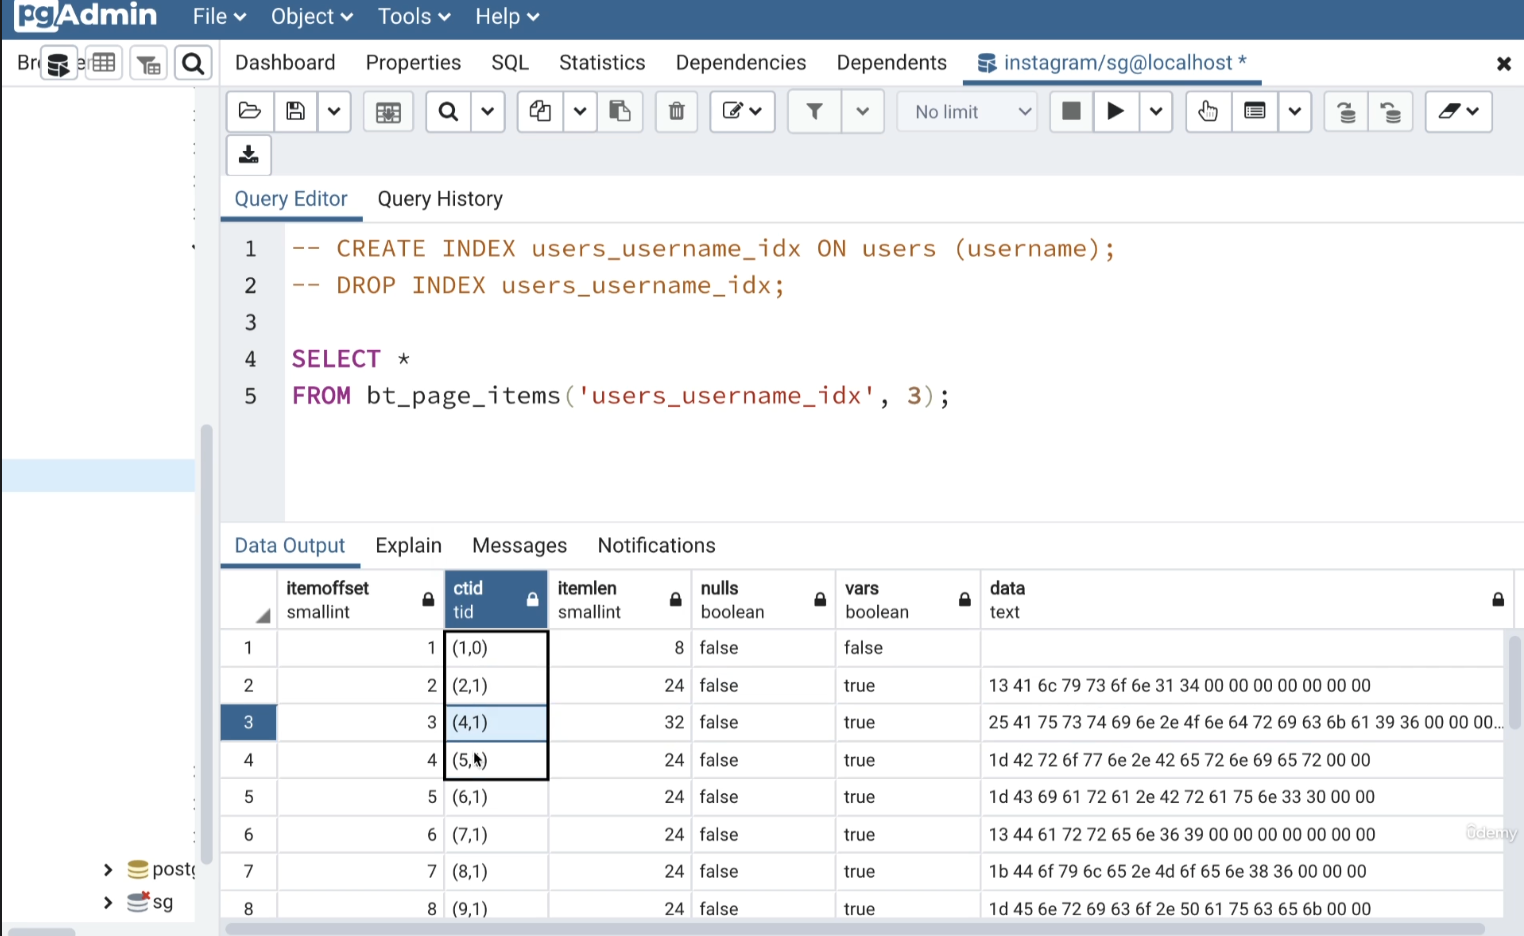 pgAdmin File Object Tools Help
Dashboard Properties SQL Statistics Dependencies Dependents instagram/sg@localhost *
No limit
Query Editor Query History
1 -- CREATE INDEX users_username_idx ON users (username);
2 -- DROP INDEX users_username_idx;
3
4 SELECT *
5 FROM bt_page_items('users_username_idx', 3);
Data Output Explain Messages Notifications
itemoffset ctid itemlen nulls vars data
smallint tid smallint boolean boolean text
1 1 (1,0) 8 false false
2 2 (2,1) 24 false true 13 41 6c 79 73 6f 6e 31 34 00 00 00 00 00 00 00
3 3 (4,1) 32 false true 25 41 75 73 74 69 6e 2e 4f 6e 64 72 69 63 6b 61 39 36 00 00 00...
4 4 (5, ) 24 false true 1d 42 72 6f 77 6e 2e 42 65 72 6e 69 65 72 00 00
5 5 (6,1) 24 false true 1d 43 69 61 72 61 2e 42 72 61 75 6e 33 30 00 00
6 6 (7,1) 24 false true 13 44 61 72 72 65 6e 36 39 00 00 00 00 00 00 00
7 7 (8,1) 24 false true 1b 44 6f 79 6c 65 2e 4d 6f 65 6e 38 36 00 00 00
8 8 (9,1) 24 false true 1d 45 6e 72 69 63 6f 2e 50 61 75 63 65 6b 00 00
postg
sg
ûdemy